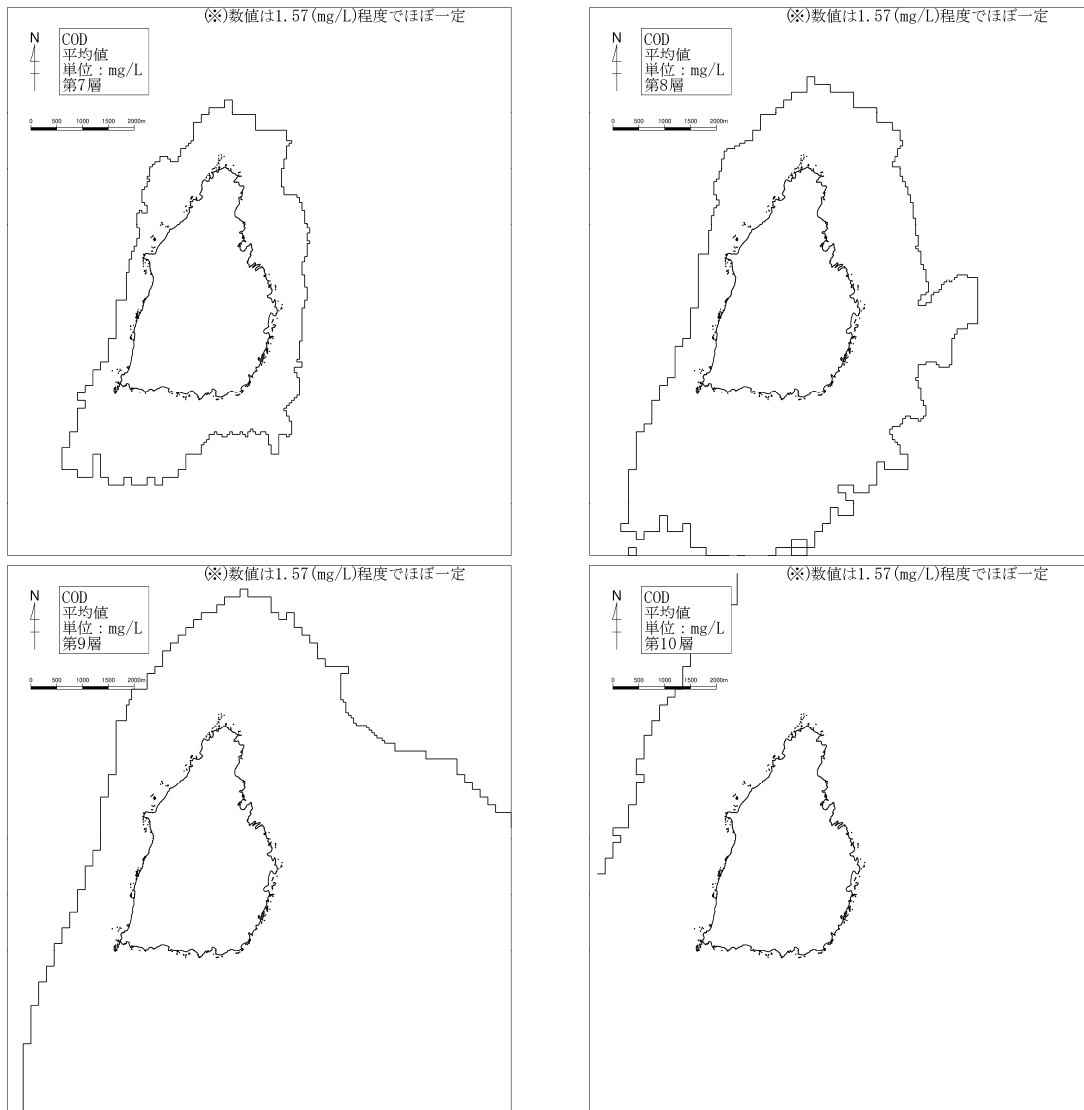 (※)数値は1.57(mg/L)程度でほぼ一定
N
COD
平均値
単位：mg/L
第7層
0 500 1000 1500 2000m
(※)数値は1.57(mg/L)程度でほぼ一定
N
COD
平均値
単位：mg/L
第8層
0 500 1000 1500 2000m
(※)数値は1.57(mg/L)程度でほぼ一定
N
COD
平均値
単位：mg/L
第9層
0 500 1000 1500 2000m
(※)数値は1.57(mg/L)程度でほぼ一定
N
COD
平均値
単位：mg/L
第10層
0 500 1000 1500 2000m